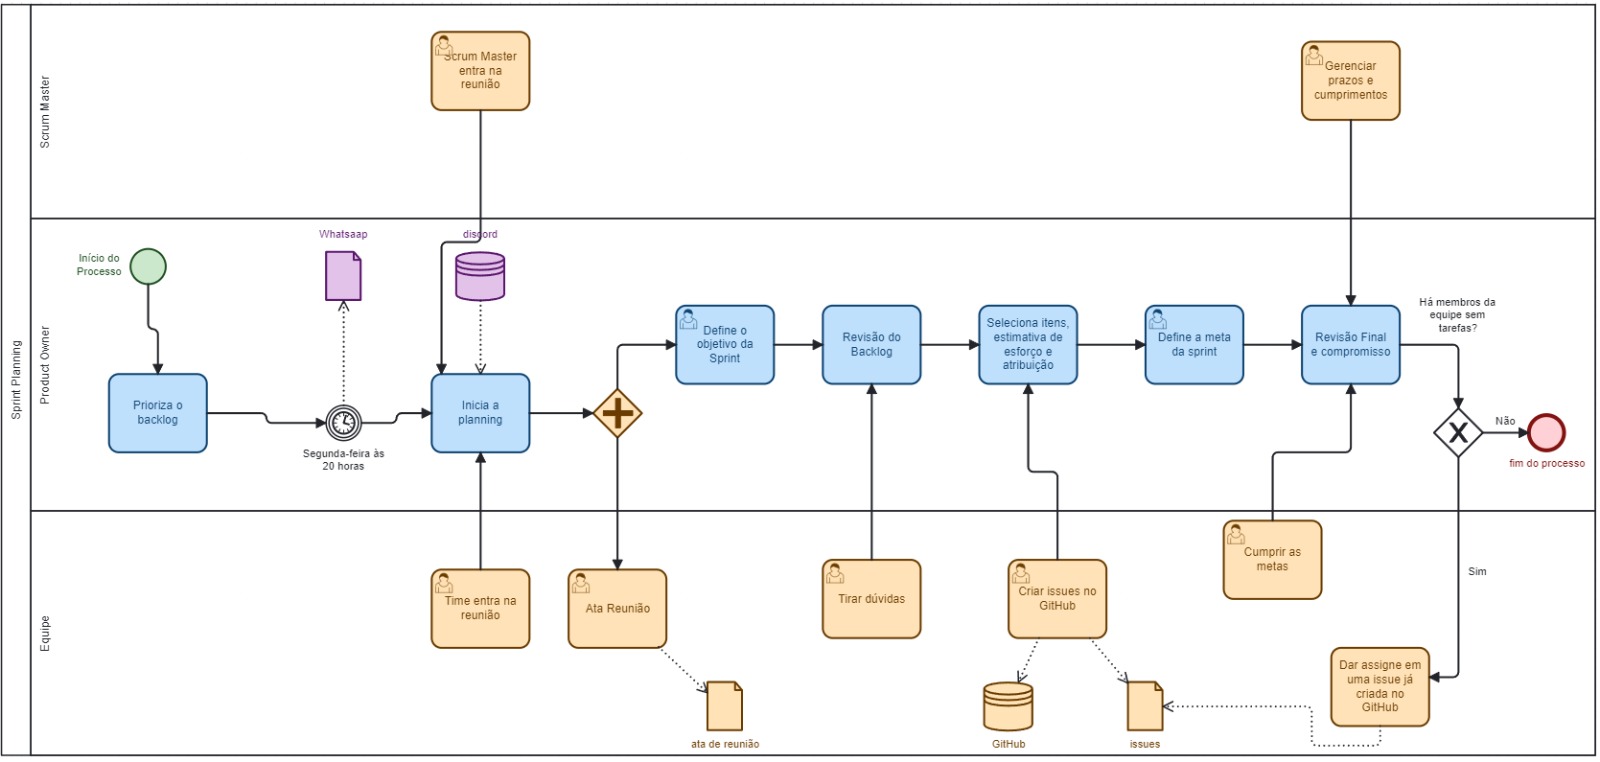 Sprint Planning
Scrum Master
Scrum Master
entra na
reunião
Gerenciar
prazos e
cumprimentos
Product Owner
Início do
Processo
Whatsaap
discord
Prioriza o
backlog
Segunda-feira às
20 horas
Inicia a
planning
Define o
objetivo da
Sprint
Revisão do
Backlog
Seleciona itens,
estimativa de
esforço e
atribuição
Define a meta
da sprint
Revisão Final
e compromisso
Há membros da
equipe sem
tarefas?
Não
fim do processo
Sim
Equipe
Time entra na
reunião
Ata Reunião
ata de reunião
Tirar dúvidas
Criar issues no
GitHub
GitHub
issues
Cumprir as
metas
Dar assigne em
uma issue já
criada no
GitHub